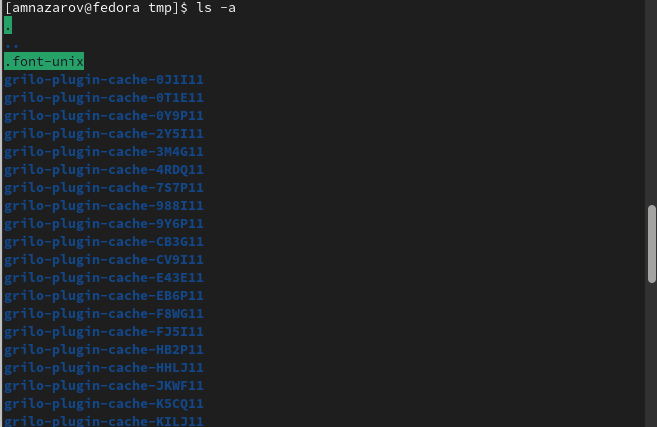 [amnazarov@fedora tmp]$ ls -a
.
..
.font-unix
grilo-plugin-cache-0J1I11
grilo-plugin-cache-0T1E11
grilo-plugin-cache-0Y9P11
grilo-plugin-cache-2Y5I11
grilo-plugin-cache-3M4G11
grilo-plugin-cache-4RDQ11
grilo-plugin-cache-7S7P11
grilo-plugin-cache-988I11
grilo-plugin-cache-9Y6P11
grilo-plugin-cache-CB3G11
grilo-plugin-cache-CV9I11
grilo-plugin-cache-E43E11
grilo-plugin-cache-EB6P11
grilo-plugin-cache-F8WG11
grilo-plugin-cache-FJ5I11
grilo-plugin-cache-HB2P11
grilo-plugin-cache-HHLJ11
grilo-plugin-cache-JKWF11
grilo-plugin-cache-K5CQ11
grilo-plugin-cache-KILJ11